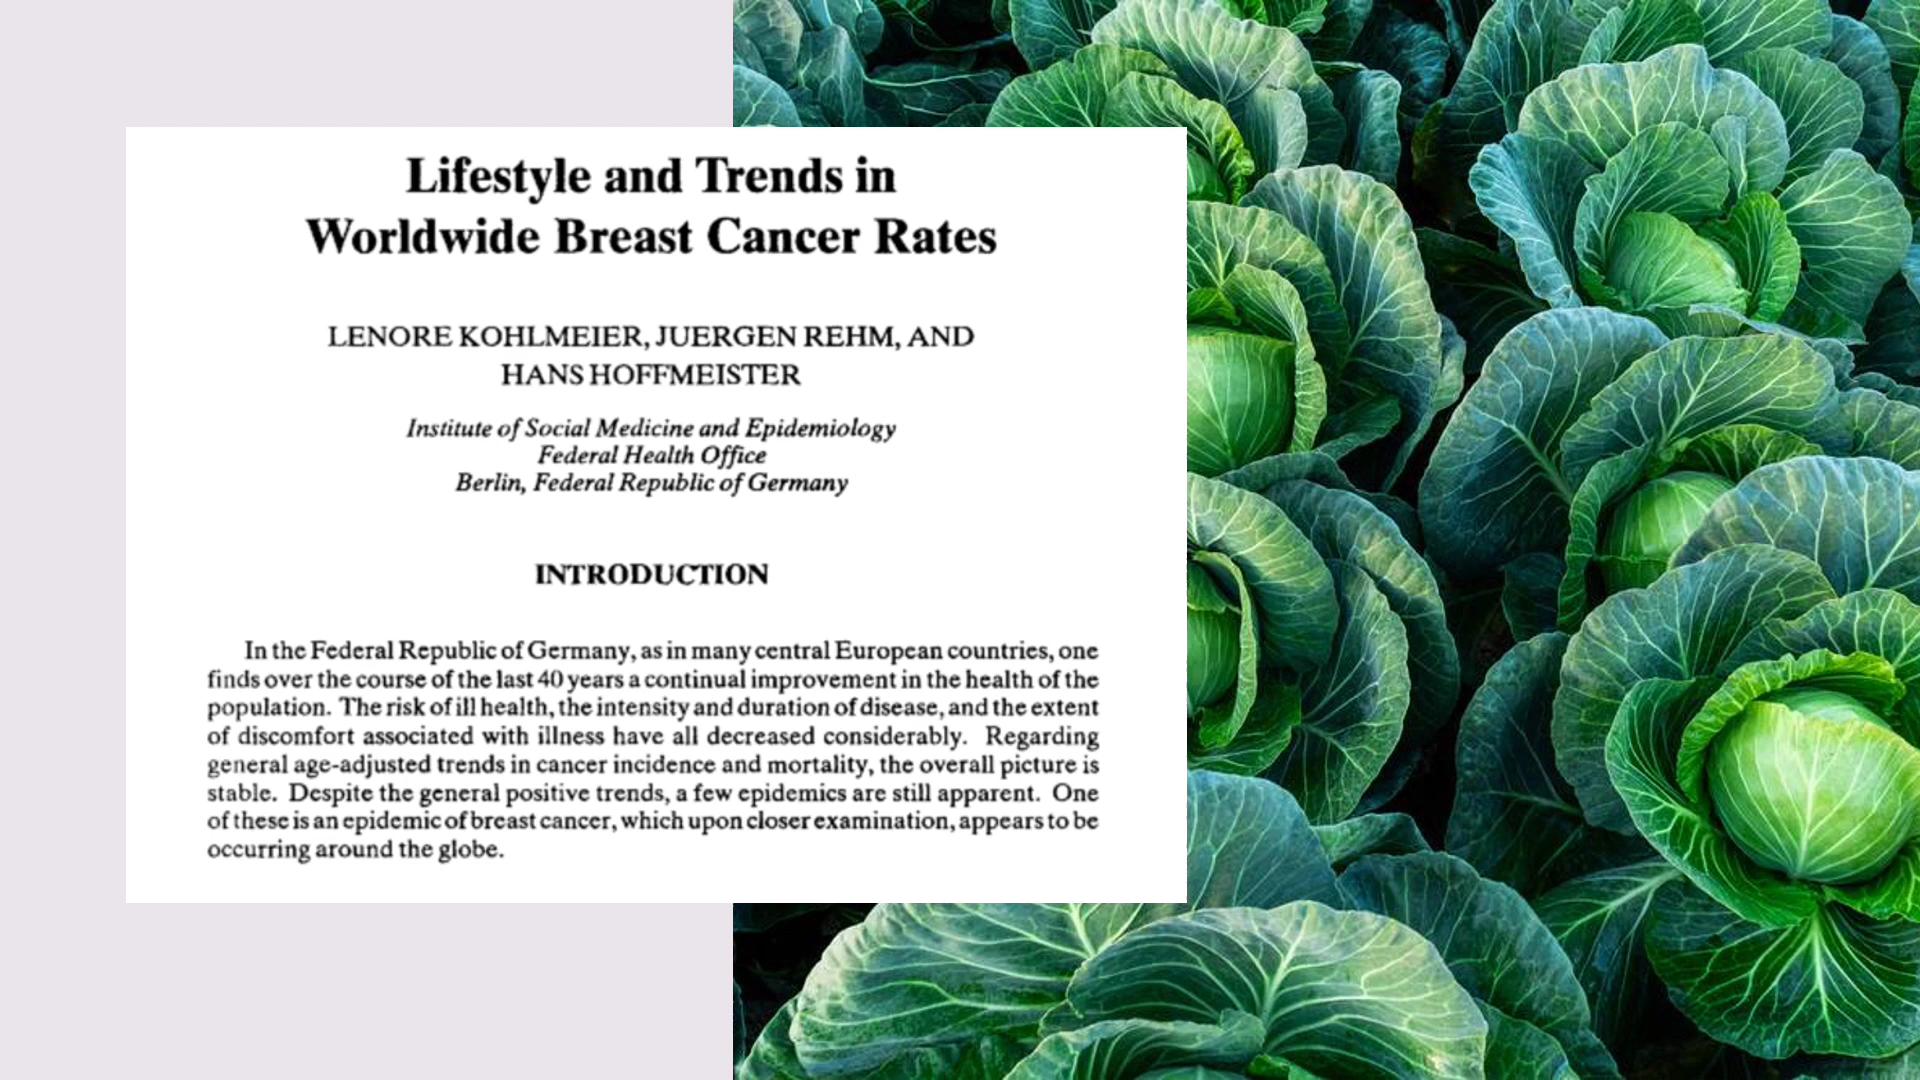 Lifestyle and Trends in
Worldwide Breast Cancer Rates
LENORE KOHLMEIER, JUERGEN REHM, AND
HANS HOFFMEISTER
Institute of Social Medicine and Epidemiology
Federal Health Office
Berlin, Federal Republic of Germany
INTRODUCTION
In the Federal Republic of Germany, as in many central European countries, one
finds over the course of the last 40 years a continual improvement in the health of the
population. The risk of ill health, the intensity and duration of disease, and the extent
of discomfort associated with illness have all decreased considerably. Regarding
general age-adjusted trends in cancer incidence and mortality, the overall picture is
stable. Despite the general positive trends, a few epidemics are still apparent. One
of these is an epidemic of breast cancer, which upon closer examination, appears to be
occurring around the globe.